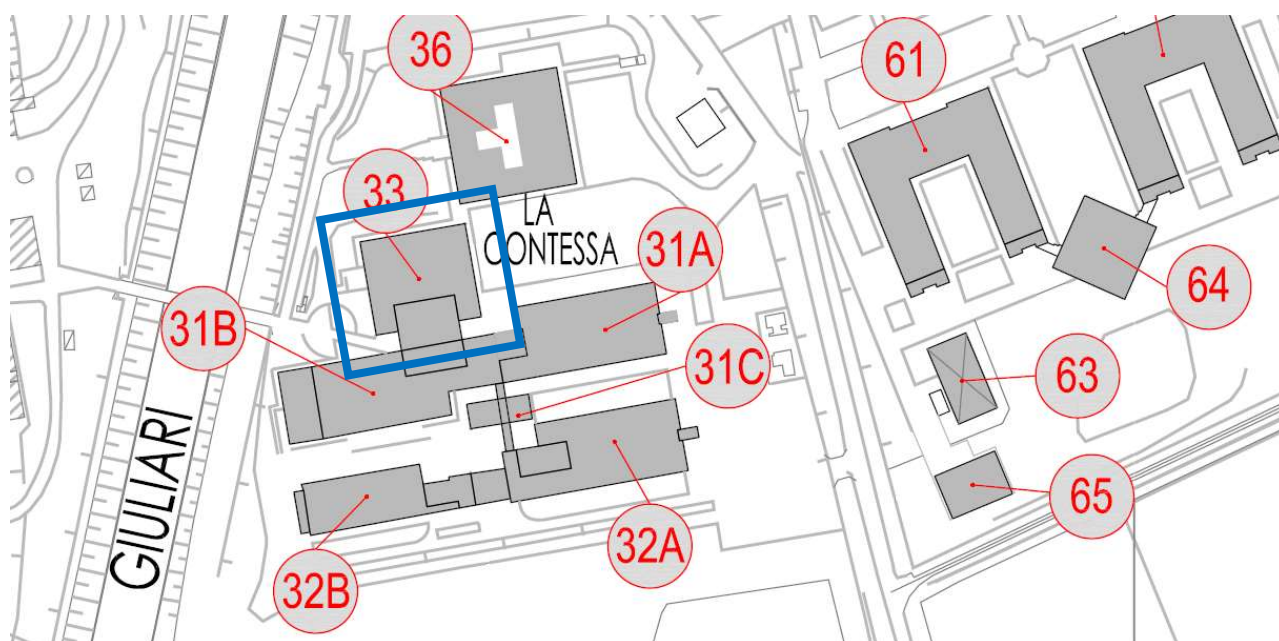 36
61
33
LA
CONTESSA
31A
64
31B
31C
63
65
GIULIARI
32A
32B